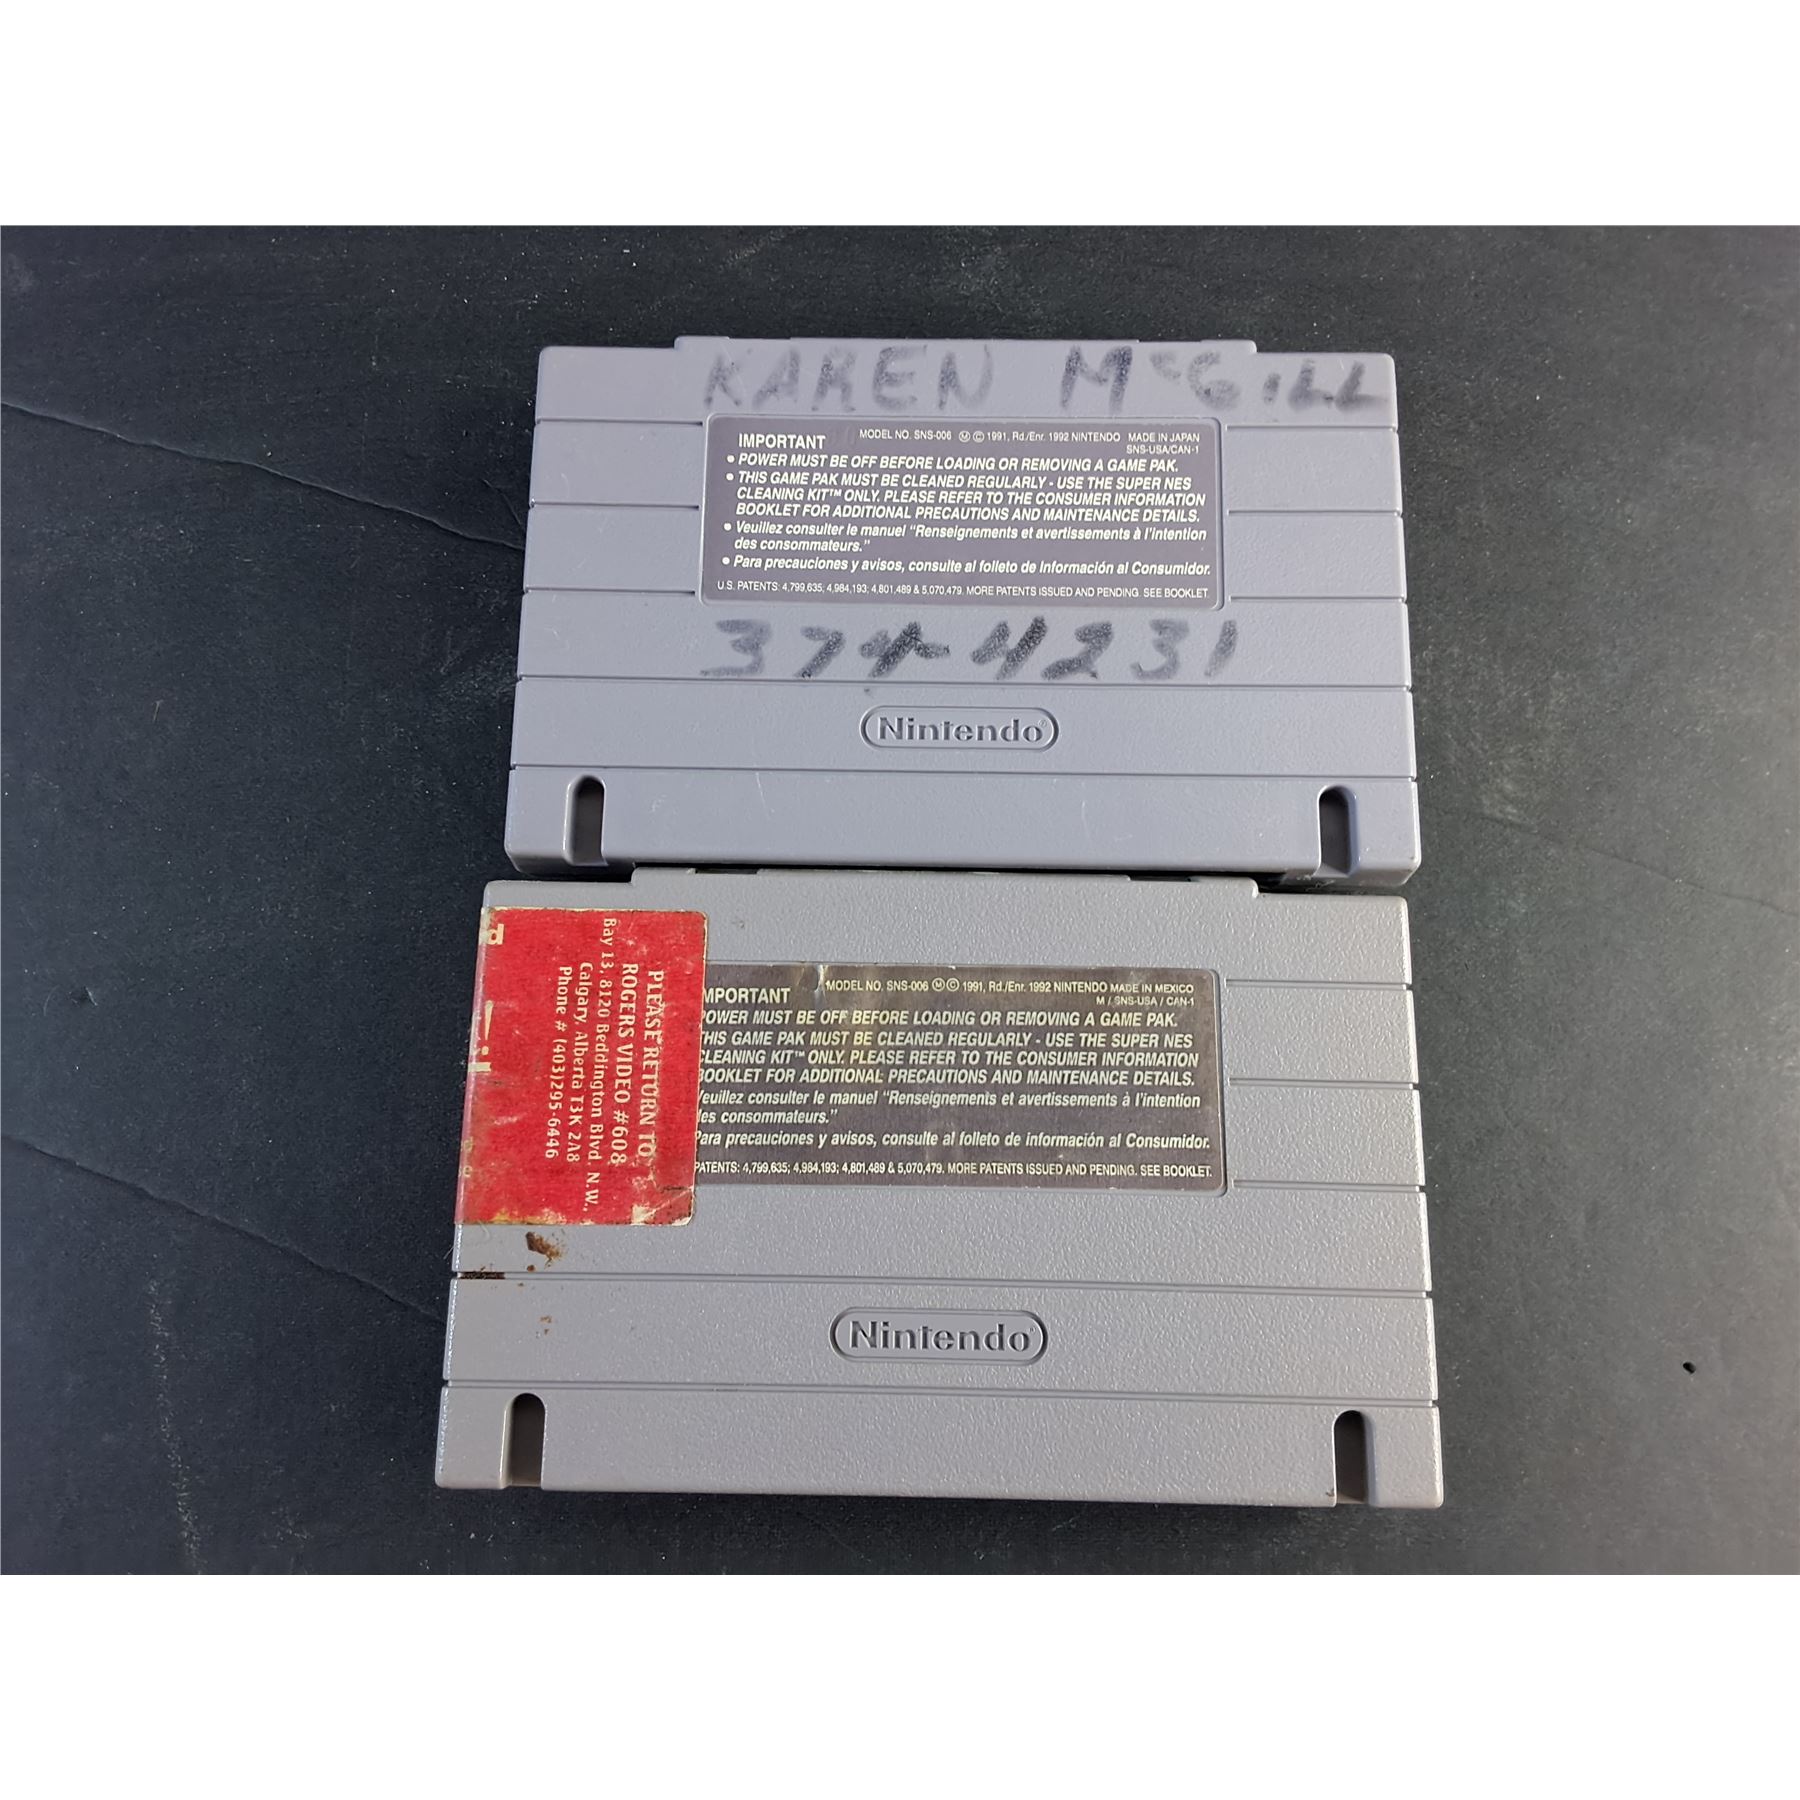 KAREN McGILL
IMPORTANT MODEL NO. SNS-006 Ⓜ © 1991, Rd./Enr. 1992 NINTENDO MADE IN JAPAN
SNS-USA/CAN-1
• POWER MUST BE OFF BEFORE LOADING OR REMOVING A GAME PAK.
• THIS GAME PAK MUST BE CLEANED REGULARLY - USE THE SUPER NES
CLEANING KIT™ ONLY. PLEASE REFER TO THE CONSUMER INFORMATION
BOOKLET FOR ADDITIONAL PRECAUTIONS AND MAINTENANCE DETAILS.
• Veuillez consulter le manuel "Renseignements et avertissements à l'intention
des consommateurs."
• Para precauciones y avisos, consulte al folleto de Información al Consumidor.
U.S. PATENTS: 4,799,635; 4,984,193; 4,801,489 & 5,070,479. MORE PATENTS ISSUED AND PENDING. SEE BOOKLET.
374-4231
Nintendo®
PLEASE RETURN TO
ROGERS VIDEO #608
Bay 13, 8120 Beddington Blvd. N.W.,
Calgary, Alberta T3K 2A8
Phone # (403)295-6446
d
!
MPORTANT MODEL NO. SNS-006 Ⓜ© 1991, Rd./Enr. 1992 NINTENDO MADE IN MEXICO
M / SNS-USA / CAN-1
POWER MUST BE OFF BEFORE LOADING OR REMOVING A GAME PAK.
THIS GAME PAK MUST BE CLEANED REGULARLY - USE THE SUPER NES
CLEANING KIT™ ONLY. PLEASE REFER TO THE CONSUMER INFORMATION
BOOKLET FOR ADDITIONAL PRECAUTIONS AND MAINTENANCE DETAILS.
Veuillez consulter le manuel "Renseignements et avertissements à l'intention
des consommateurs."
Para precauciones y avisos, consulte al folleto de información al Consumidor.
PATENTS: 4,799,635; 4,984,193; 4,801,489 & 5,070,479. MORE PATENTS ISSUED AND PENDING. SEE BOOKLET.
Nintendo®